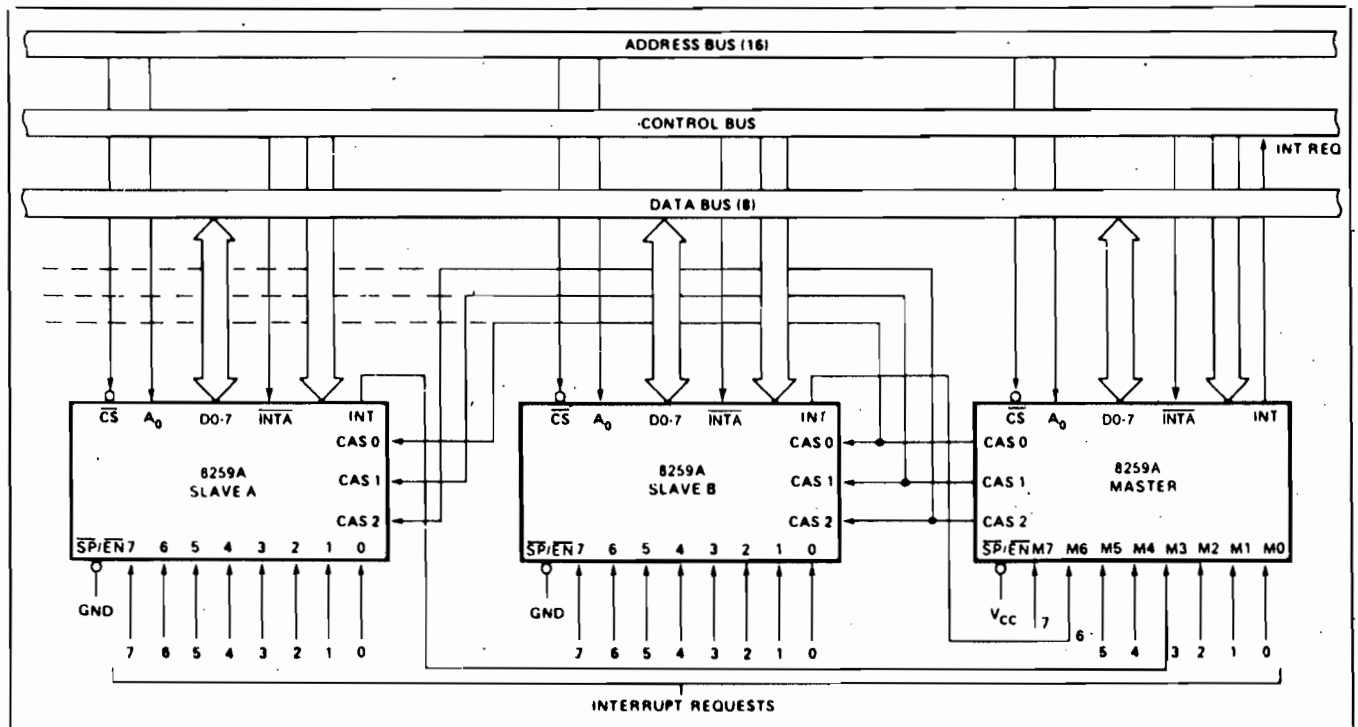 ADDRESS BUS (16)
CONTROL BUS
INT REQ
DATA BUS (8)
CS A0 D0-7 INTA INT
CAS 0
8259A
SLAVE A
CAS 1
CAS 2
SP/EN 7 6 5 4 3 2 1 0
GND
7 6 5 4 3 2 1 0
CS A0 D0-7 INTA INT
CAS 0
8259A
SLAVE B
CAS 1
CAS 2
SP/EN 7 6 5 4 3 2 1 0
GND
7 6 5 4 3 2 1 0
CS A0 D0-7 INTA INT
CAS 0
8259A
MASTER
CAS 1
CAS 2
SP/EN M7 M6 M5 M4 M3 M2 M1 M0
VCC
7 6 5 4 3 2 1 0
INTERRUPT REQUESTS